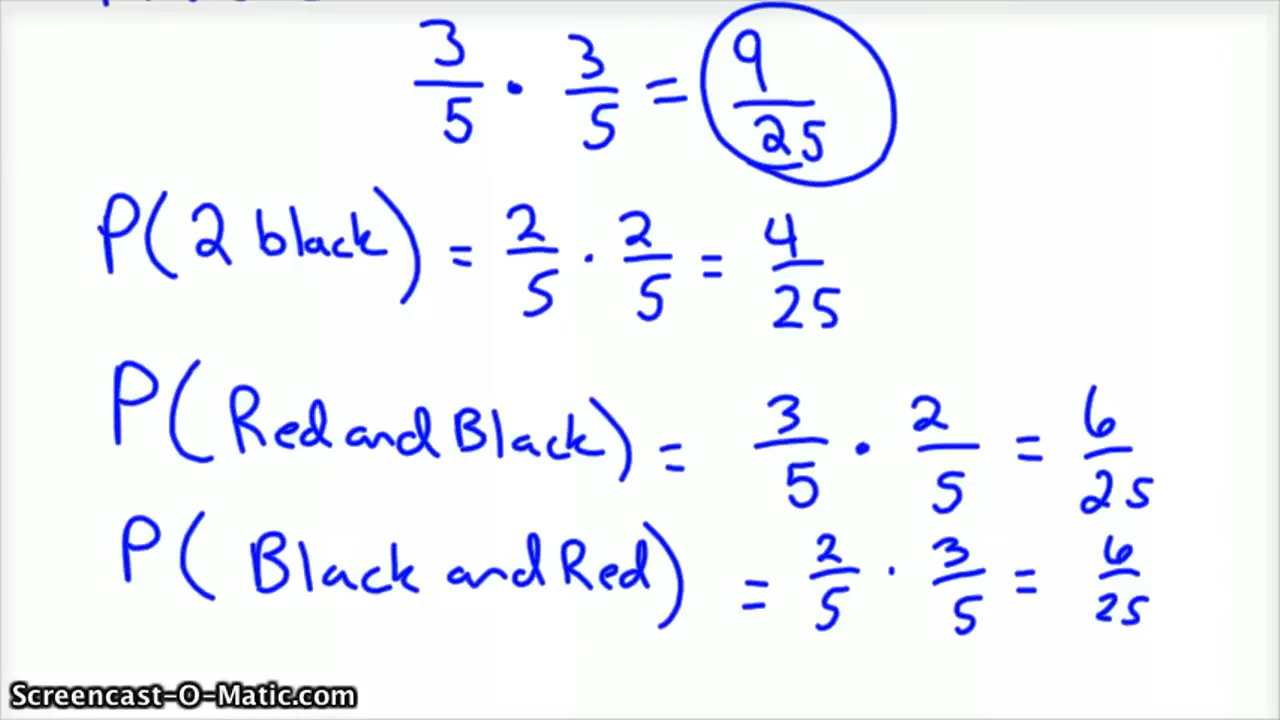 3/5 · 3/5 = 9/25
P(2 black) = 2/5 · 2/5 = 4/25
P(Red and Black) = 3/5 · 2/5 = 6/25
P(Black and Red) = 2/5 · 3/5 = 6/25
Screencast-O-Matic.com